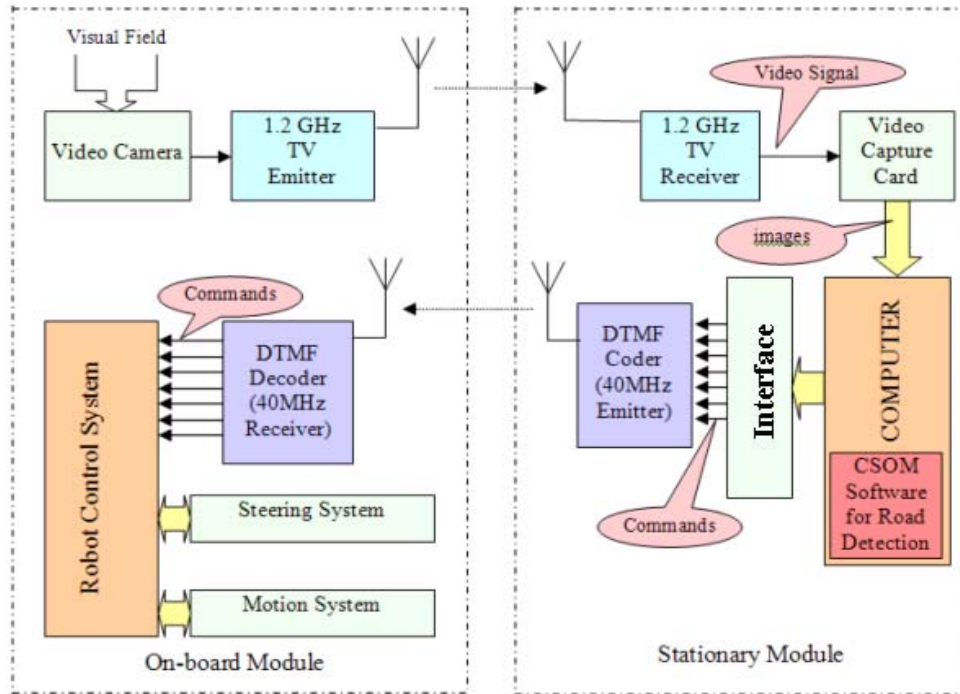 Visual Field
Video Camera
1.2 GHz
TV
Emitter
Commands
DTMF
Decoder
(40MHz
Receiver)
Robot Control System
Steering System
Motion System
On-board Module
Video Signal
1.2 GHz
TV
Receiver
Video
Capture
Card
images
DTMF
Coder
(40MHz
Emitter)
Interface
COMPUTER
CSOM
Software
for Road
Detection
Commands
Stationary Module